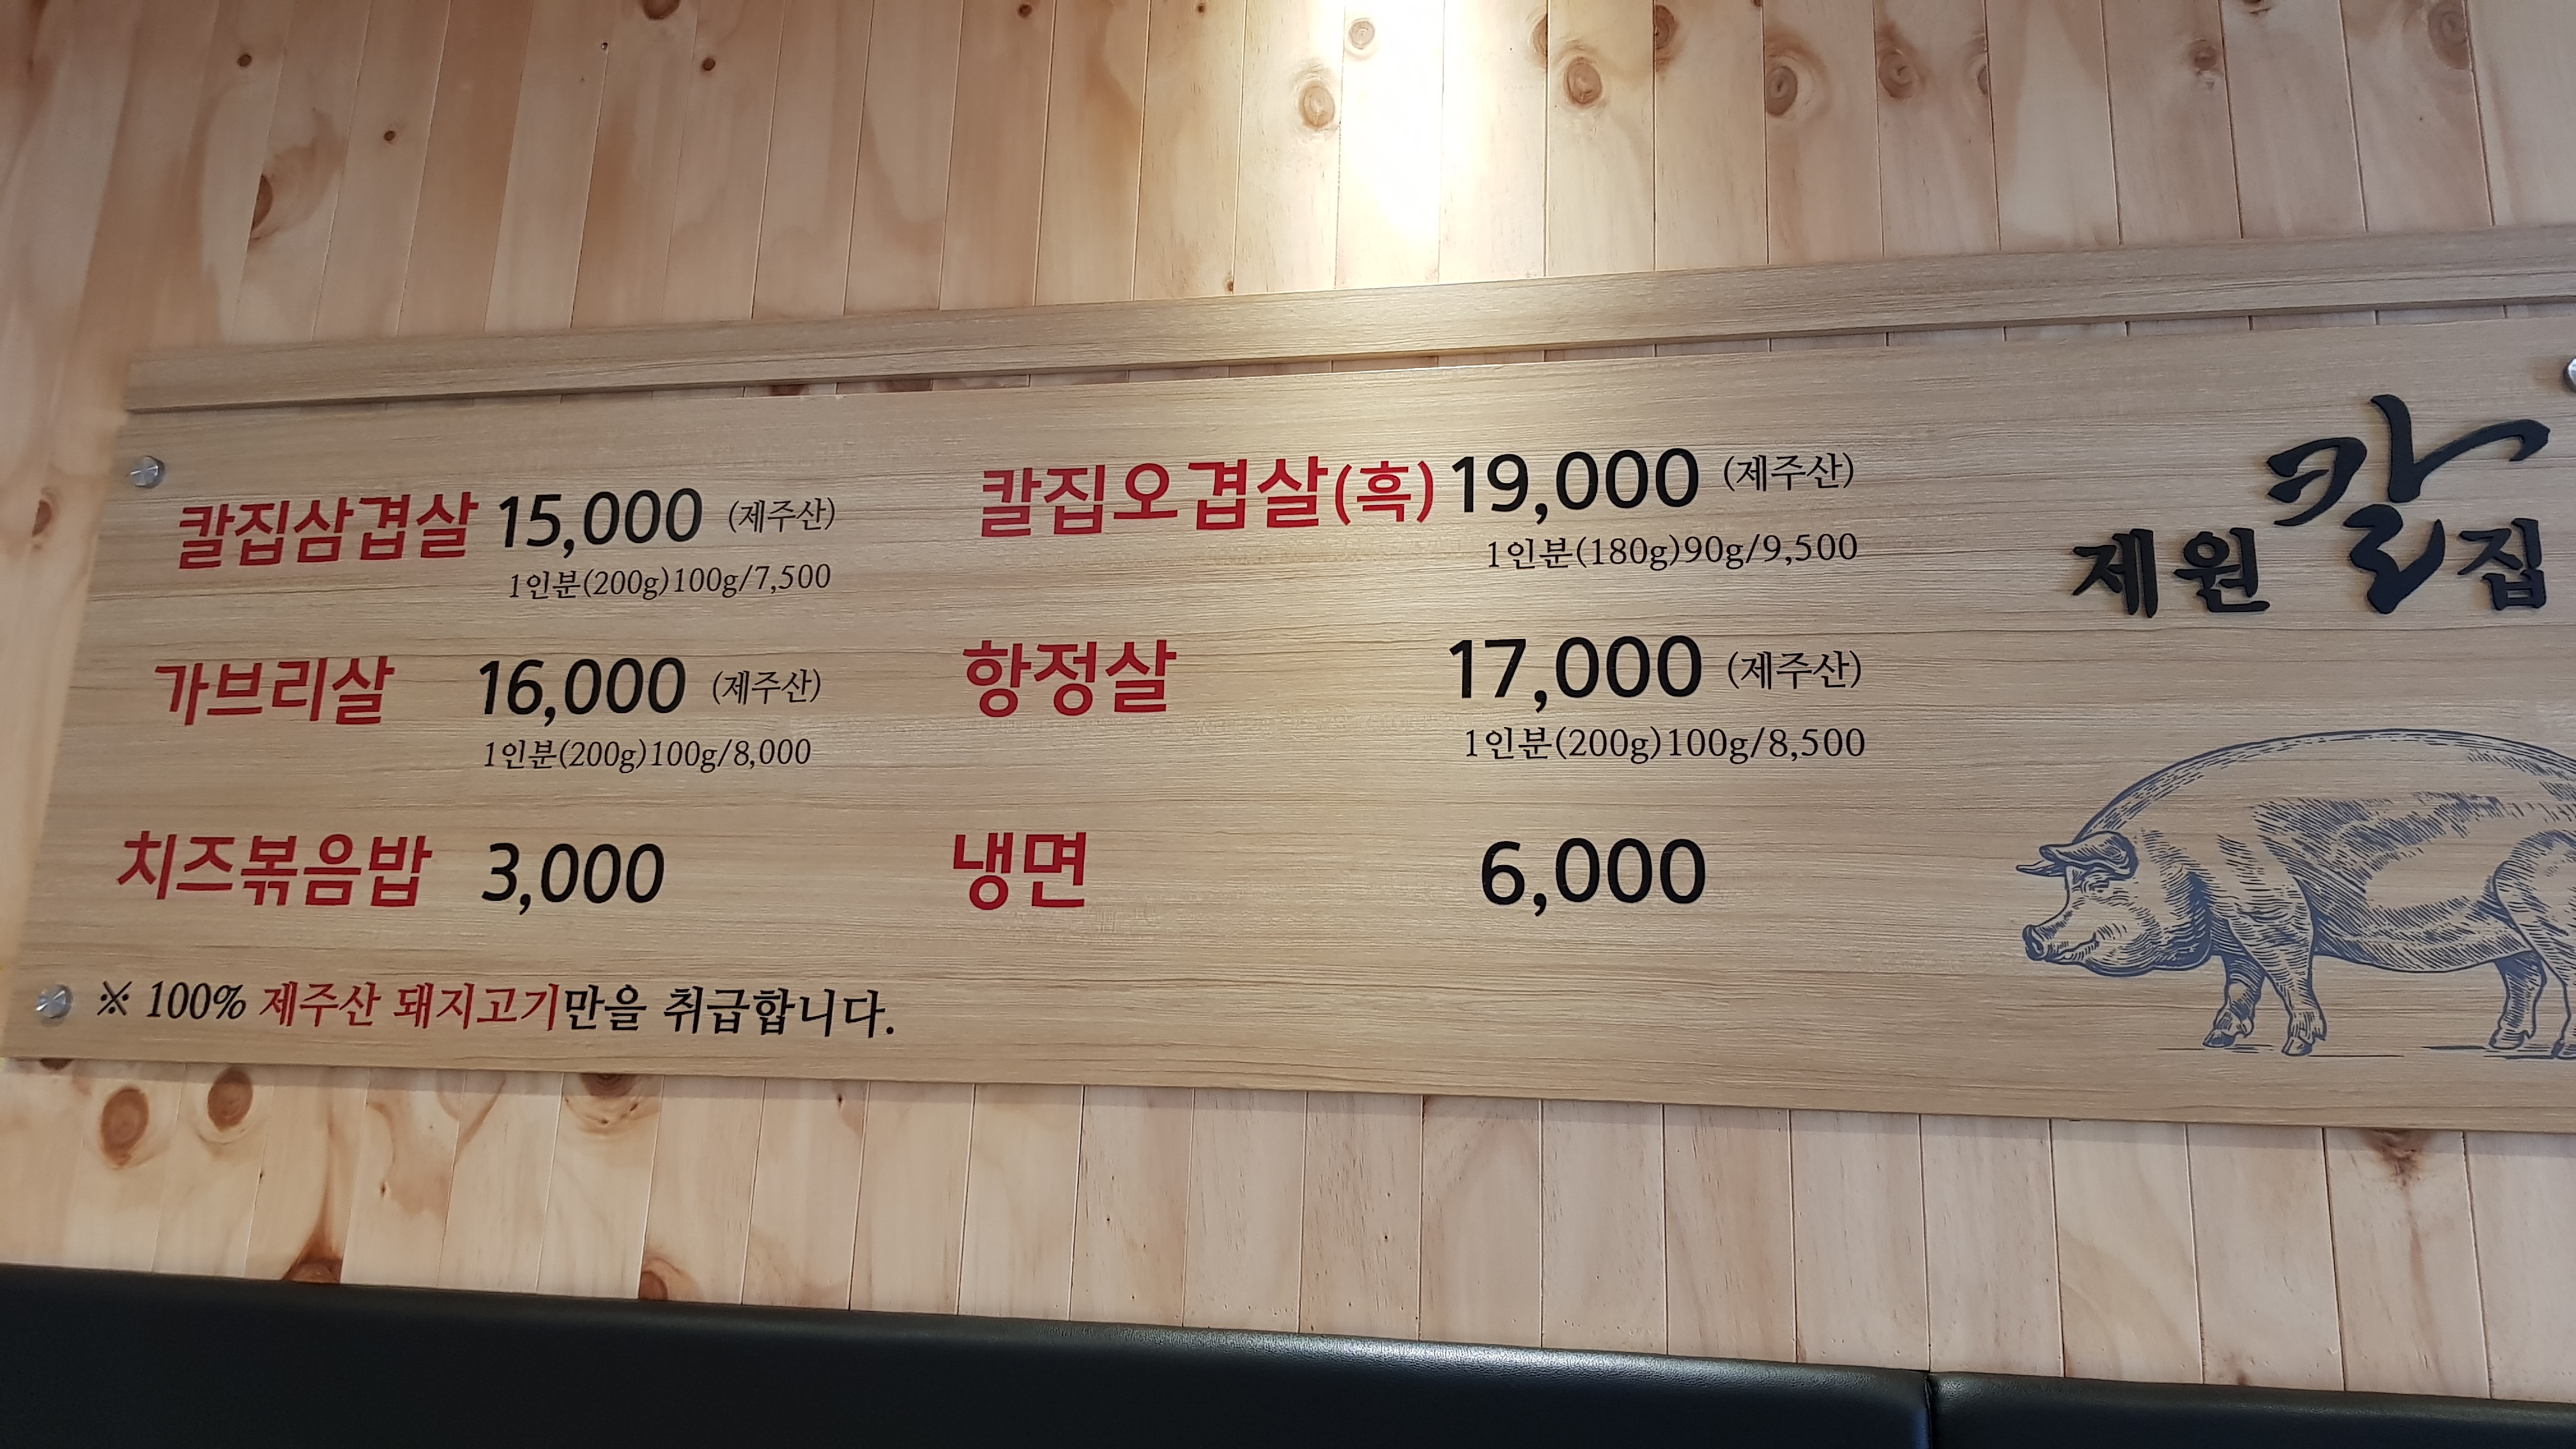 칼집삼겹살 15,000 (제주산)
1인분(200g)100g/7,500
칼집오겹살(흑) 19,000 (제주산)
1인분(180g)90g/9,500
가브리살 16,000 (제주산)
1인분(200g)100g/8,000
항정살 17,000 (제주산)
1인분(200g)100g/8,500
치즈볶음밥 3,000
냉면 6,000
※ 100% 제주산 돼지고기만을 취급합니다.
제원 칼집